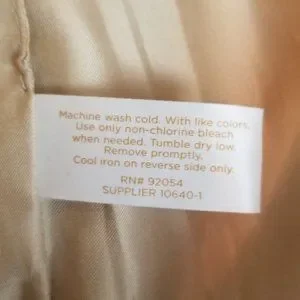 Machine wash cold. With like colors.
Use only non-chlorine bleach
when needed. Tumble dry low.
Remove promptly.
Cool iron on reverse side only.
RN# 92054
SUPPLIER 10640-1